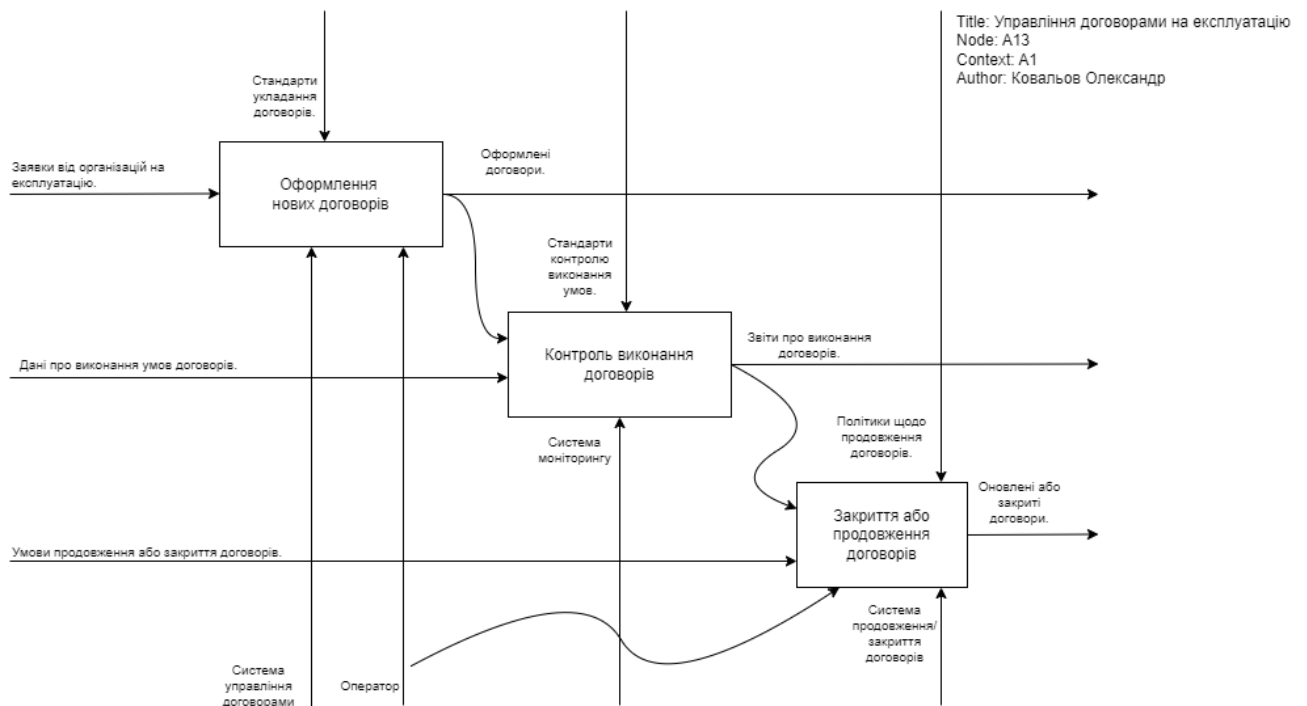 Title: Управління договорами на експлуатацію
Node: A13
Context: A1
Author: Ковальов Олександр
Стандарти
укладання
договорів.
Заявки від організацій на
експлуатацію.
Оформлення
нових договорів
Оформлені
договори.
Стандарти
контролю
виконання
умов.
Дані про виконання умов договорів.
Контроль виконання
договорів
Звіти про виконання
договорів.
Система
моніторингу
Політики щодо
продовження
договорів.
Умови продовження або закриття договорів.
Закриття або
продовження
договорів
Оновлені або
закриті
договори.
Система
продовження/
закриття
договорів
Система
управління
договорами
Оператор